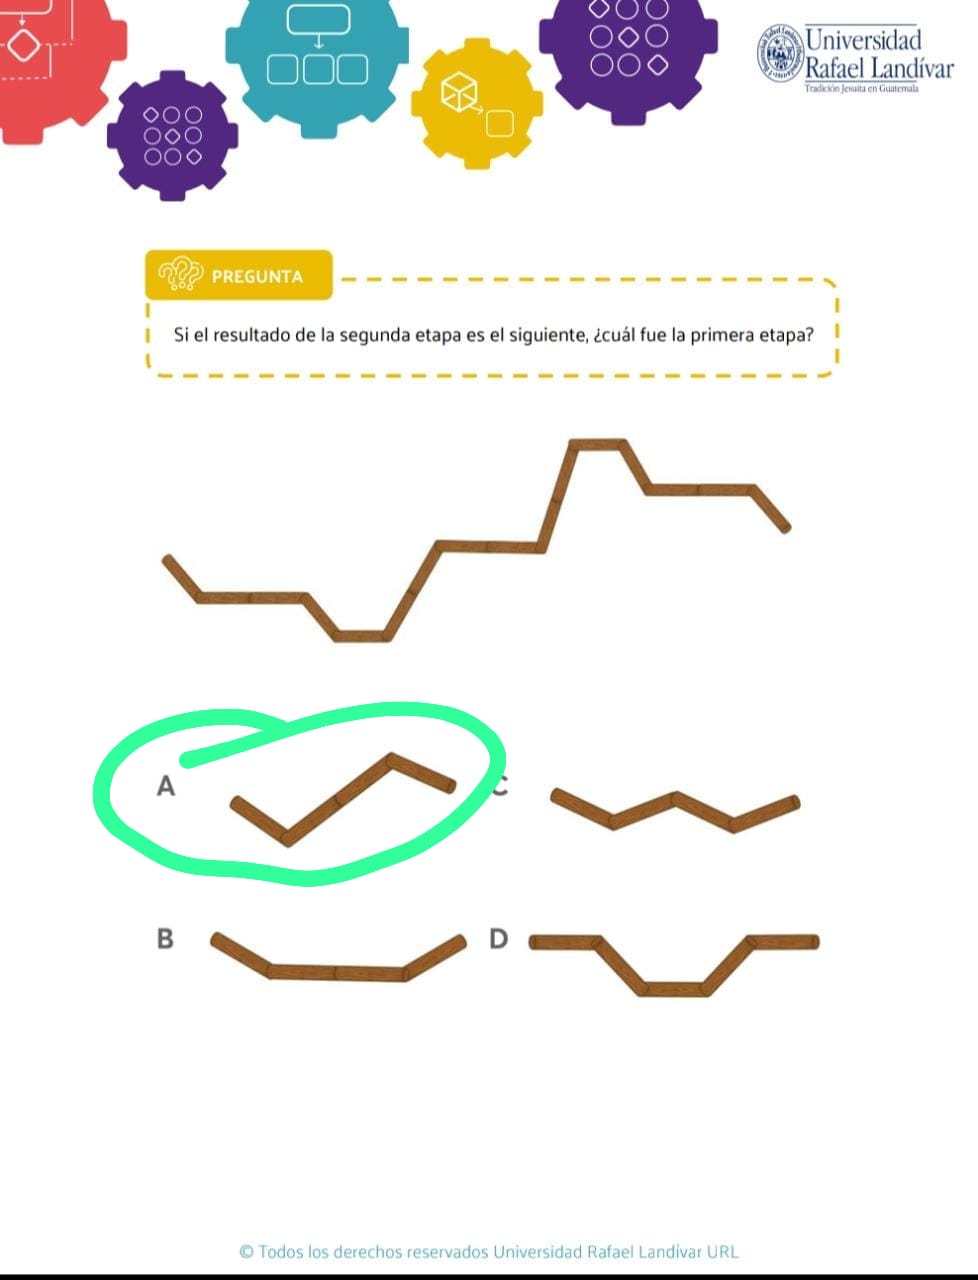 Universidad
Rafael Landívar
Tradición Jesuita en Guatemala
PREGUNTA
Si el resultado de la segunda etapa es el siguiente, ¿cuál fue la primera etapa?
A
C
B
D
© Todos los derechos reservados Universidad Rafael Landívar URL